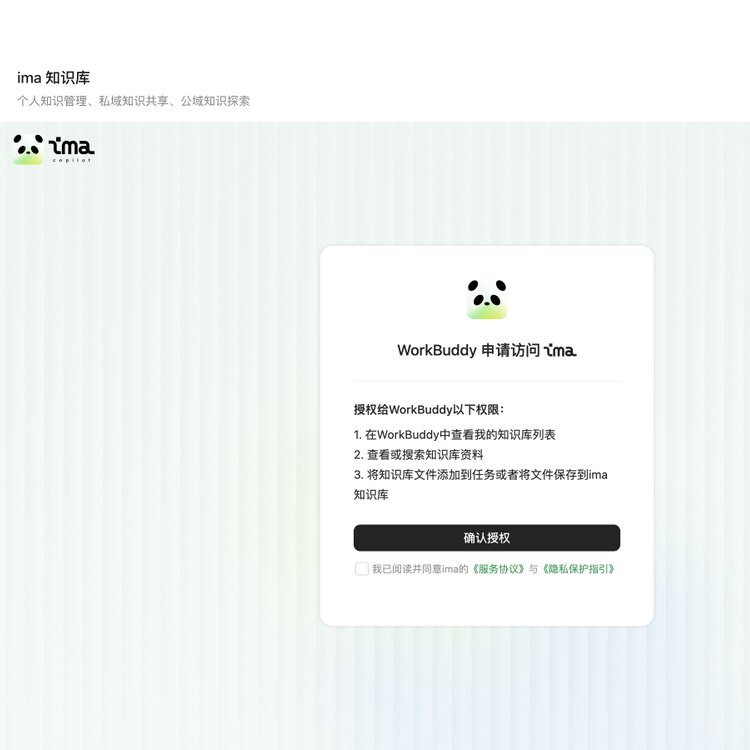 ima 知识库
个人知识管理、私域知识共享、公域知识探索
ima
copilot
WorkBuddy 申请访问 ima
授权给WorkBuddy以下权限：
1. 在WorkBuddy中查看我的知识库列表
2. 查看或搜索知识库资料
3. 将知识库文件添加到任务或者将文件保存到ima
知识库
确认授权
我已阅读并同意ima的《服务协议》与《隐私保护指引》